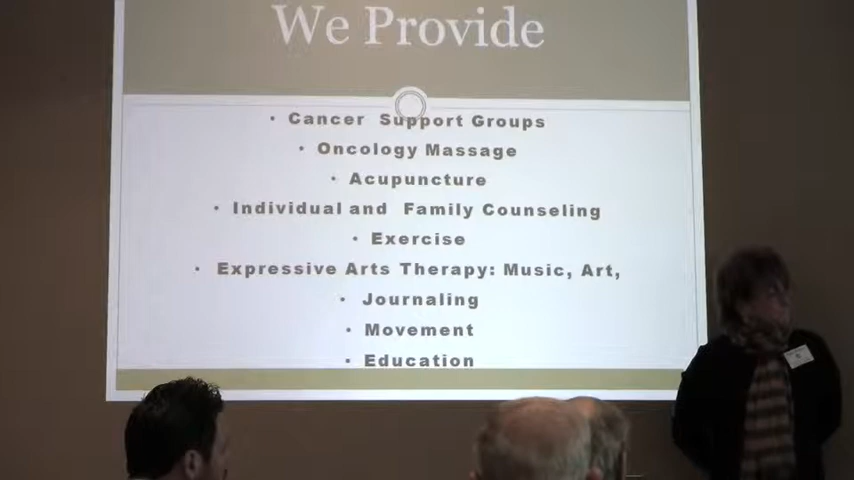 We Provide
• Cancer Support Groups
• Oncology Massage
• Acupuncture
• Individual and Family Counseling
• Exercise
• Expressive Arts Therapy: Music, Art,
• Journaling
• Movement
• Education